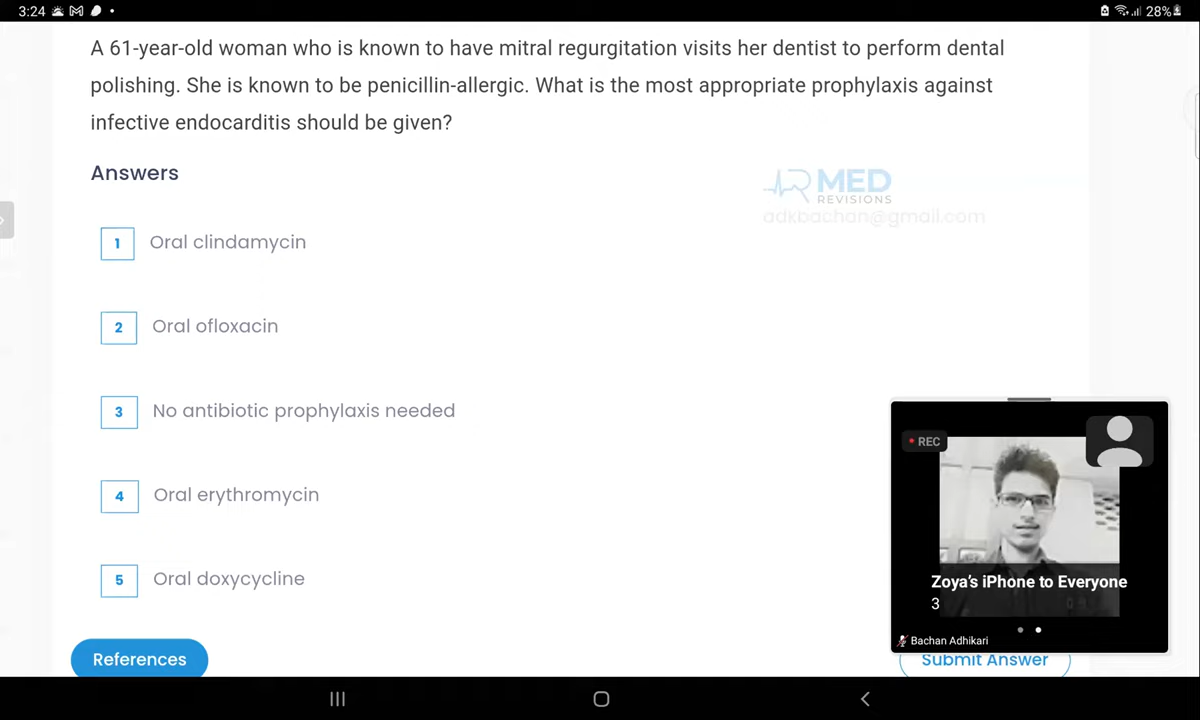 3:24
28%
A 61-year-old woman who is known to have mitral regurgitation visits her dentist to perform dental
polishing. She is known to be penicillin-allergic. What is the most appropriate prophylaxis against
infective endocarditis should be given?
Answers
MED
REVISIONS
adkbachan@gmail.com
1 Oral clindamycin
2 Oral ofloxacin
3 No antibiotic prophylaxis needed
4 Oral erythromycin
5 Oral doxycycline
REC
Zoya's iPhone to Everyone
3
Bachan Adhikari
References
Submit Answer